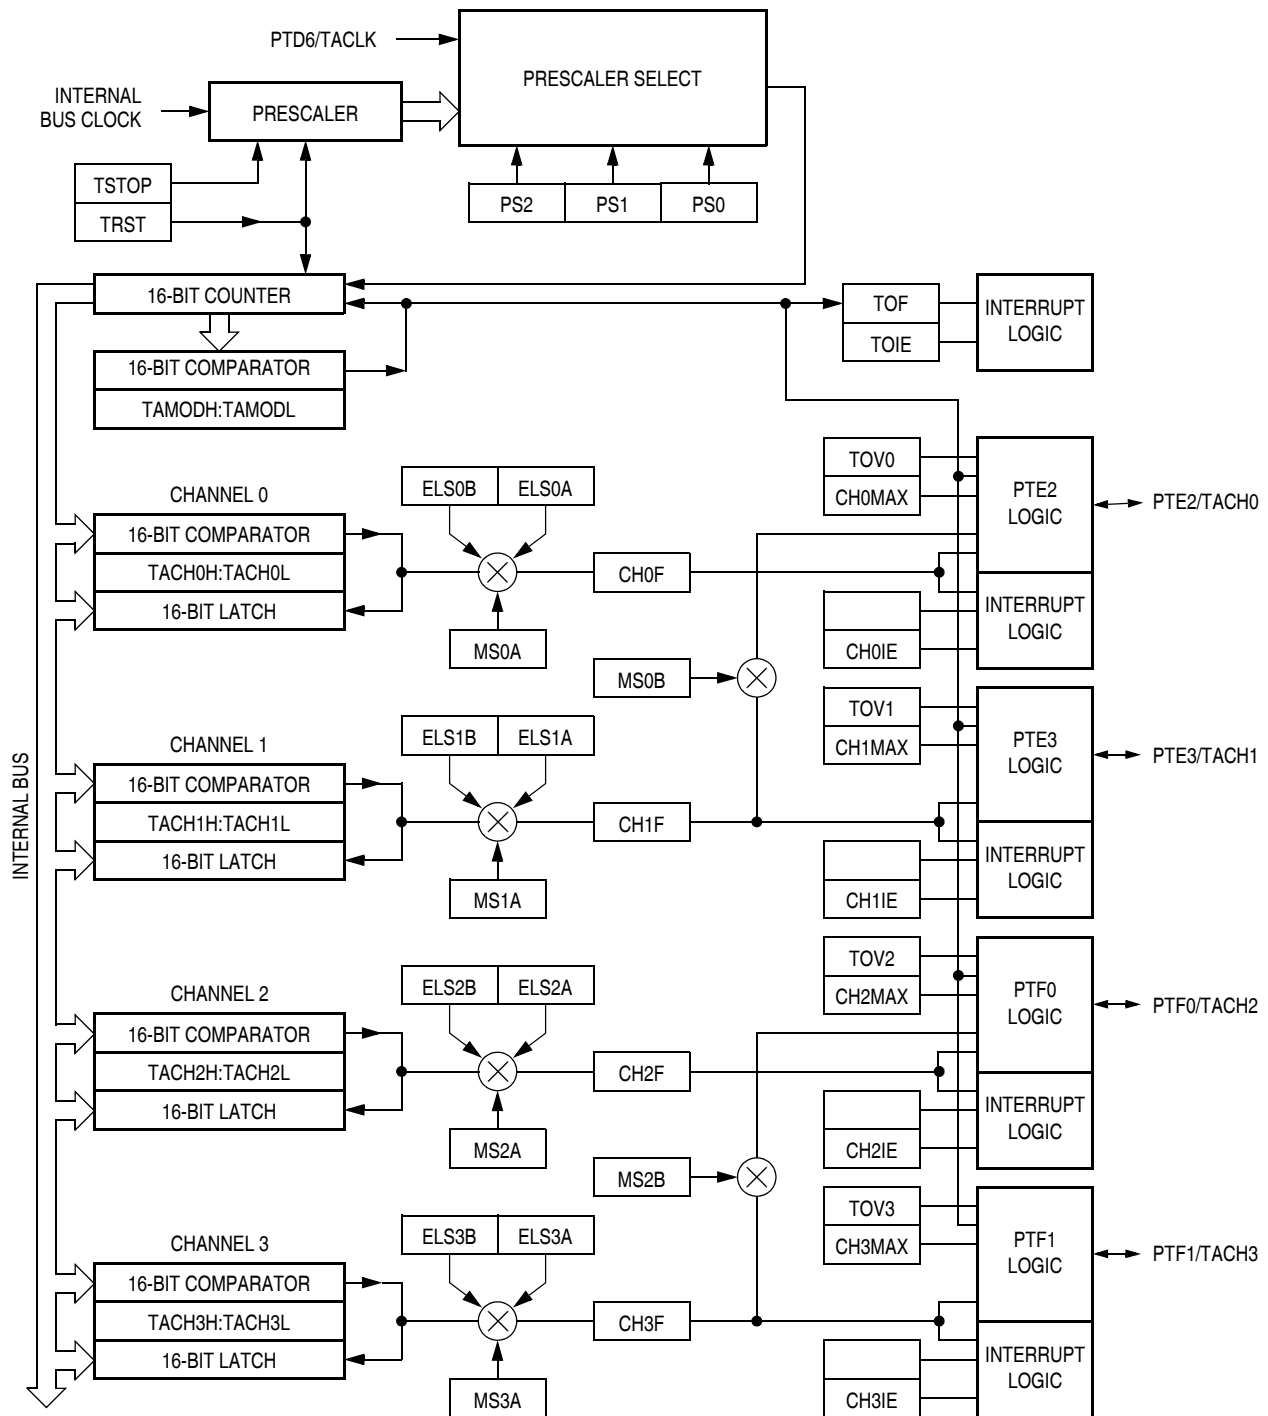 PTD6/TACLK
PRESCALER SELECT
INTERNAL
BUS CLOCK
PRESCALER
TSTOP
TRST
PS2 PS1 PS0
16-BIT COUNTER
16-BIT COMPARATOR
TAMODH:TAMODL
TOF
TOIE
INTERRUPT
LOGIC
INTERNAL BUS
CHANNEL 0
16-BIT COMPARATOR
TACH0H:TACH0L
16-BIT LATCH
ELS0B ELS0A
MS0A
CH0F
MS0B
TOV0
CH0MAX
CH0IE
PTE2
LOGIC
INTERRUPT
LOGIC
PTE2/TACH0
CHANNEL 1
16-BIT COMPARATOR
TACH1H:TACH1L
16-BIT LATCH
ELS1B ELS1A
MS1A
CH1F
TOV1
CH1MAX
CH1IE
PTE3
LOGIC
INTERRUPT
LOGIC
PTE3/TACH1
CHANNEL 2
16-BIT COMPARATOR
TACH2H:TACH2L
16-BIT LATCH
ELS2B ELS2A
MS2A
CH2F
MS2B
TOV2
CH2MAX
CH2IE
PTF0
LOGIC
INTERRUPT
LOGIC
PTF0/TACH2
CHANNEL 3
16-BIT COMPARATOR
TACH3H:TACH3L
16-BIT LATCH
ELS3B ELS3A
MS3A
CH3F
TOV3
CH3MAX
CH3IE
PTF1
LOGIC
INTERRUPT
LOGIC
PTF1/TACH3